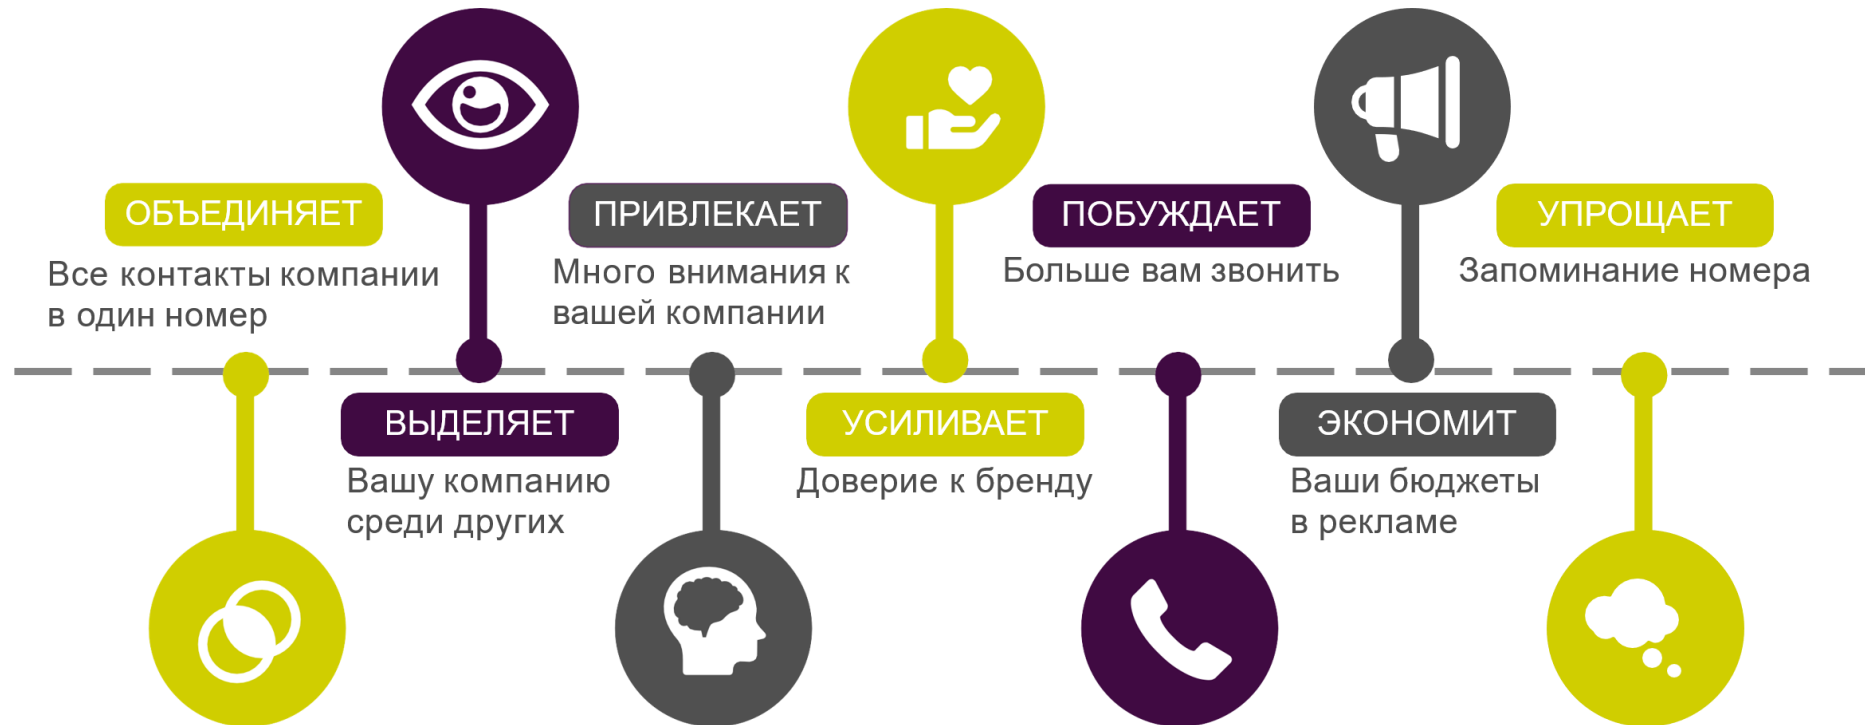 ОБЪЕДИНЯЕТ
Все контакты компании
в один номер
ВЫДЕЛЯЕТ
Вашу компанию
среди других
ПРИВЛЕКАЕТ
Много внимания к
вашей компании
УСИЛИВАЕТ
Доверие к бренду
ПОБУЖДАЕТ
Больше вам звонить
ЭКОНОМИТ
Ваши бюджеты
в рекламе
УПРОЩАЕТ
Запоминание номера